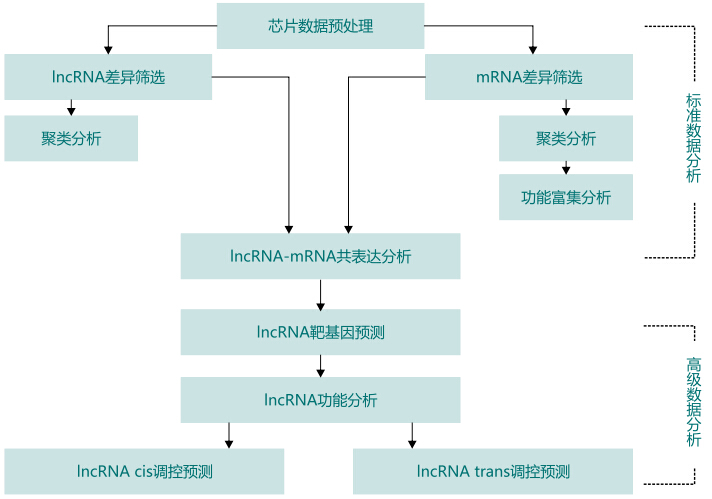 芯片数据预处理
lncRNA差异筛选
mRNA差异筛选
聚类分析
聚类分析
功能富集分析
lncRNA-mRNA共表达分析
lncRNA靶基因预测
lncRNA功能分析
lncRNA cis调控预测
lncRNA trans调控预测
标准数据分析
高级数据分析